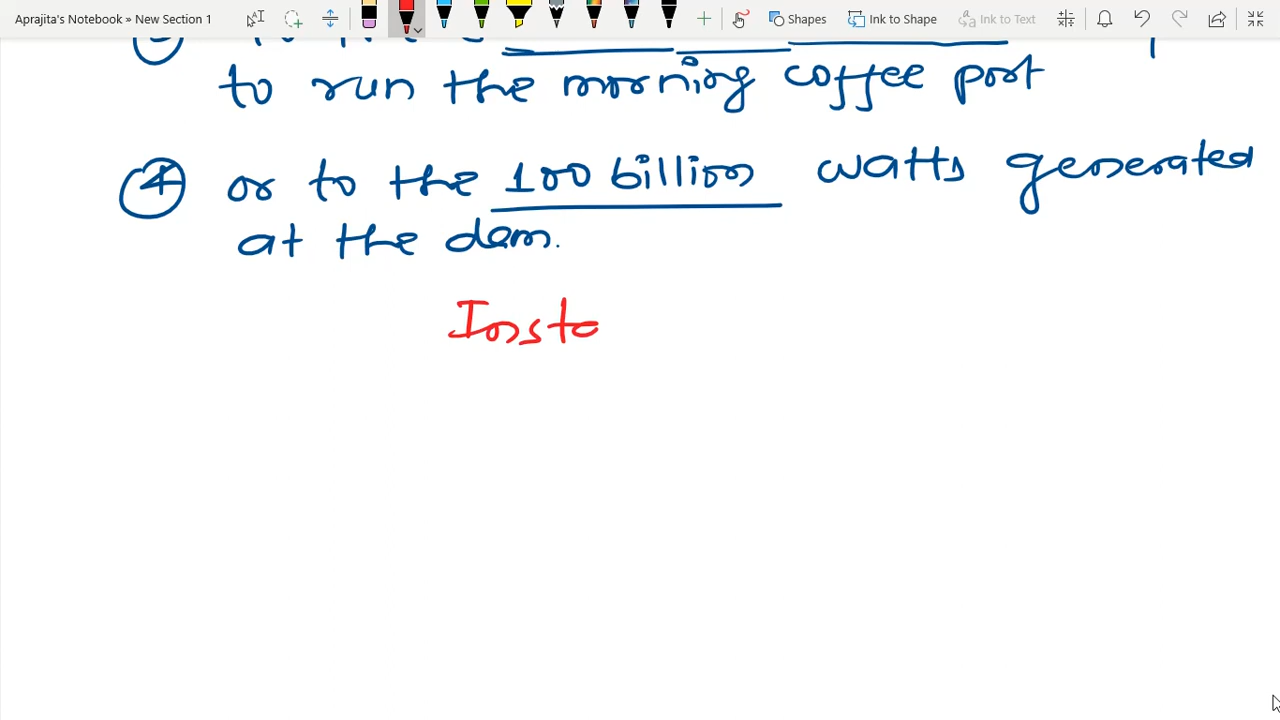 Aprajita's Notebook » New Section 1
Shapes
Ink to Shape
Ink to Text
to run the morning coffee port
④ or to the 100 billion watts generated
at the dam.
Insta